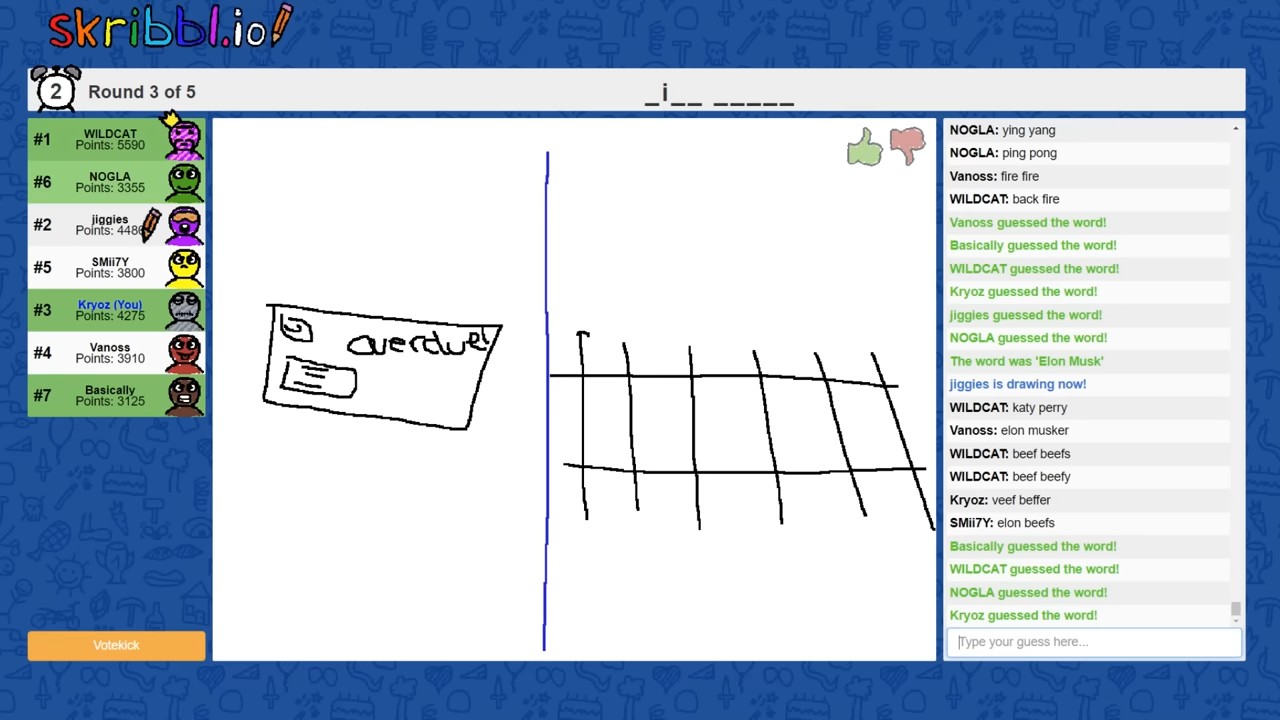 skribbl.io
2 Round 3 of 5 _i__ _____
#1 WILDCAT
Points: 5590
#6 NOGLA
Points: 3355
#2 jiggies
Points: 4480
#5 SMii7Y
Points: 3800
#3 Kryoz (You)
Points: 4275
#4 Vanoss
Points: 3910
#7 Basically
Points: 3125
Votekick
overdue
NOGLA: ying yang
NOGLA: ping pong
Vanoss: fire fire
WILDCAT: back fire
Vanoss guessed the word!
Basically guessed the word!
WILDCAT guessed the word!
Kryoz guessed the word!
jiggies guessed the word!
NOGLA guessed the word!
The word was 'Elon Musk'
jiggies is drawing now!
WILDCAT: katy perry
Vanoss: elon musker
WILDCAT: beef beefs
WILDCAT: beef beefy
Kryoz: veef beffer
SMii7Y: elon beefs
Basically guessed the word!
WILDCAT guessed the word!
NOGLA guessed the word!
Kryoz guessed the word!
Type your guess here...